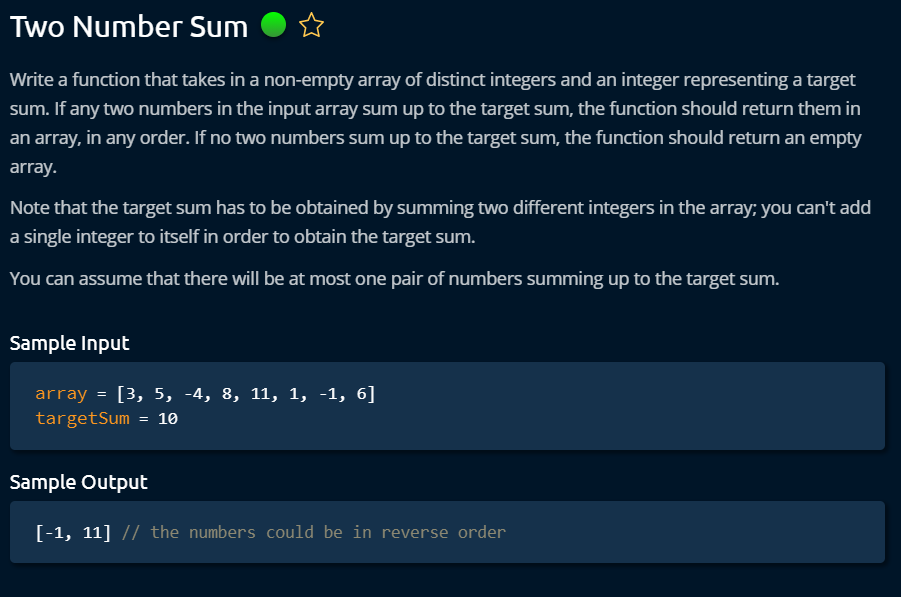 Two Number Sum
Write a function that takes in a non-empty array of distinct integers and an integer representing a target
sum. If any two numbers in the input array sum up to the target sum, the function should return them in
an array, in any order. If no two numbers sum up to the target sum, the function should return an empty
array.
Note that the target sum has to be obtained by summing two different integers in the array; you can't add
a single integer to itself in order to obtain the target sum.
You can assume that there will be at most one pair of numbers summing up to the target sum.
Sample Input
array = [3, 5, -4, 8, 11, 1, -1, 6]
targetSum = 10
Sample Output
[-1, 11] // the numbers could be in reverse order